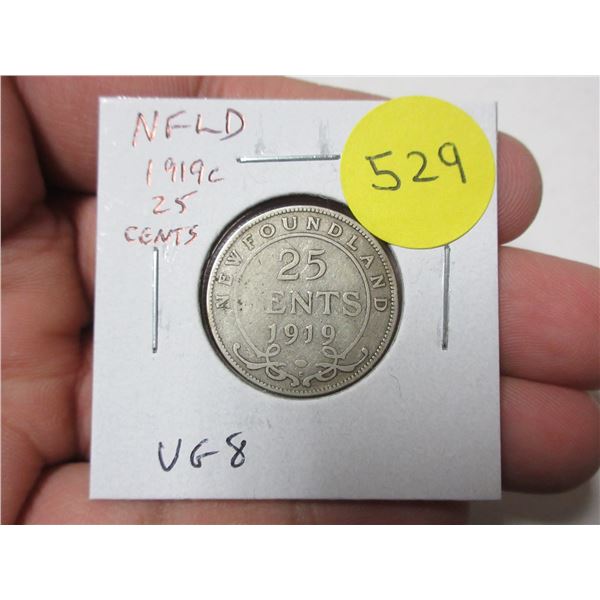 NFLD
1919c
25
CENTS
529
NEWFOUNDLAND
25
CENTS
1919
C
VG-8